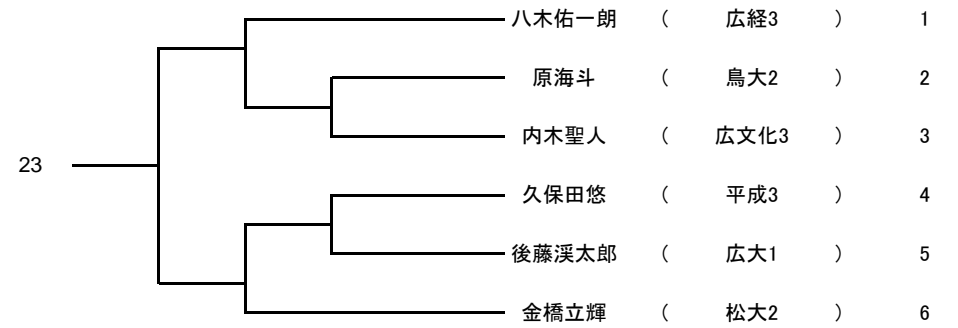 八木佑一朗 ( 広経3 ) 1
原海斗 ( 鳥大2 ) 2
内木聖人 ( 広文化3 ) 3
23
久保田悠 ( 平成3 ) 4
後藤渓太郎 ( 広大1 ) 5
金橋立輝 ( 松大2 ) 6